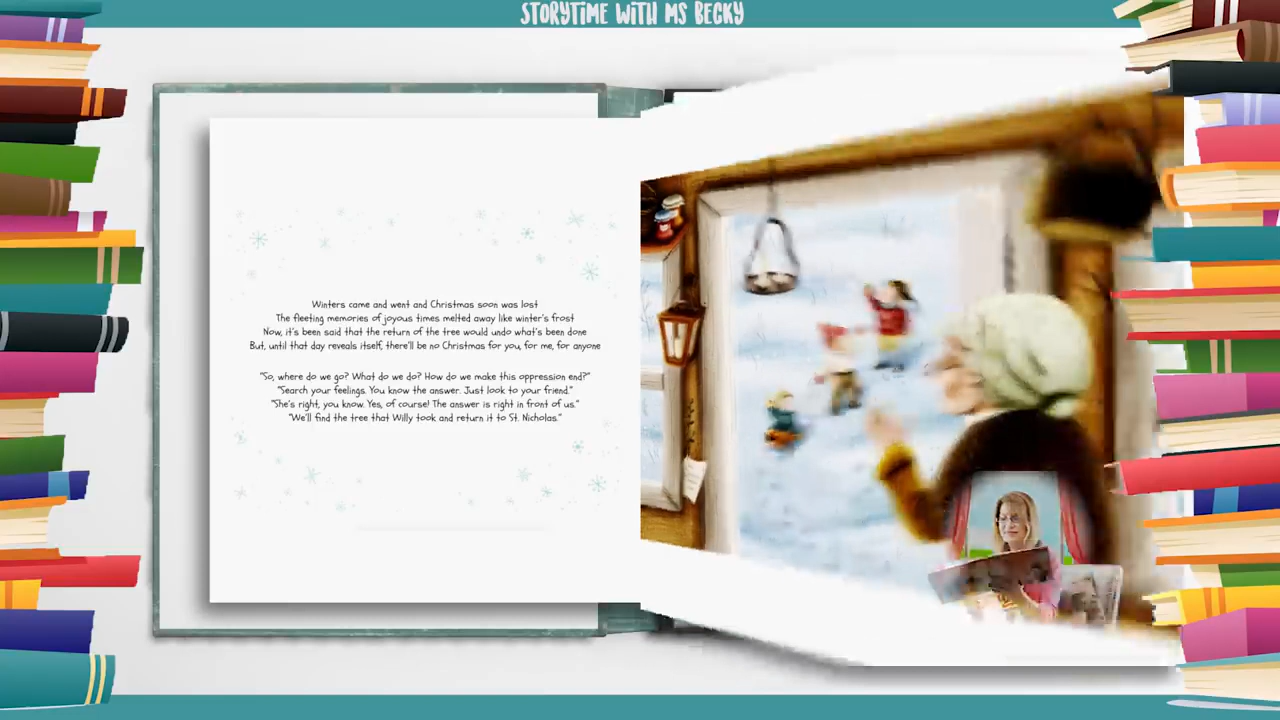 STORYTIME WITH MS BECKY
Winters came and went and Christmas soon was lost
The fleeting memories of joyous times melted away like winter's frost
Now, it's been said that the return of the tree would undo what's been done
But, until that day reveals itself, there'll be no Christmas for you, for me, for anyone
"So, where do we go? What do we do? How do we make this oppression end?"
"Search your feelings. You know the answer. Just look to your friend."
"She's right, you know. Yes, of course! The answer is right in front of us."
"We'll find the tree that Willy took and return it to St. Nicholas."